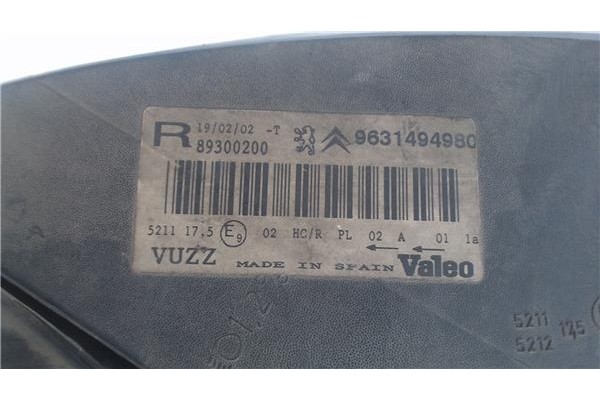 R 19/02/02 -T
89300200 9631494980
5211 17,5 E9 02 HC/R PL 02 A 01 1a
VUZZ MADE IN SPAIN Valeo
5211
5212 125